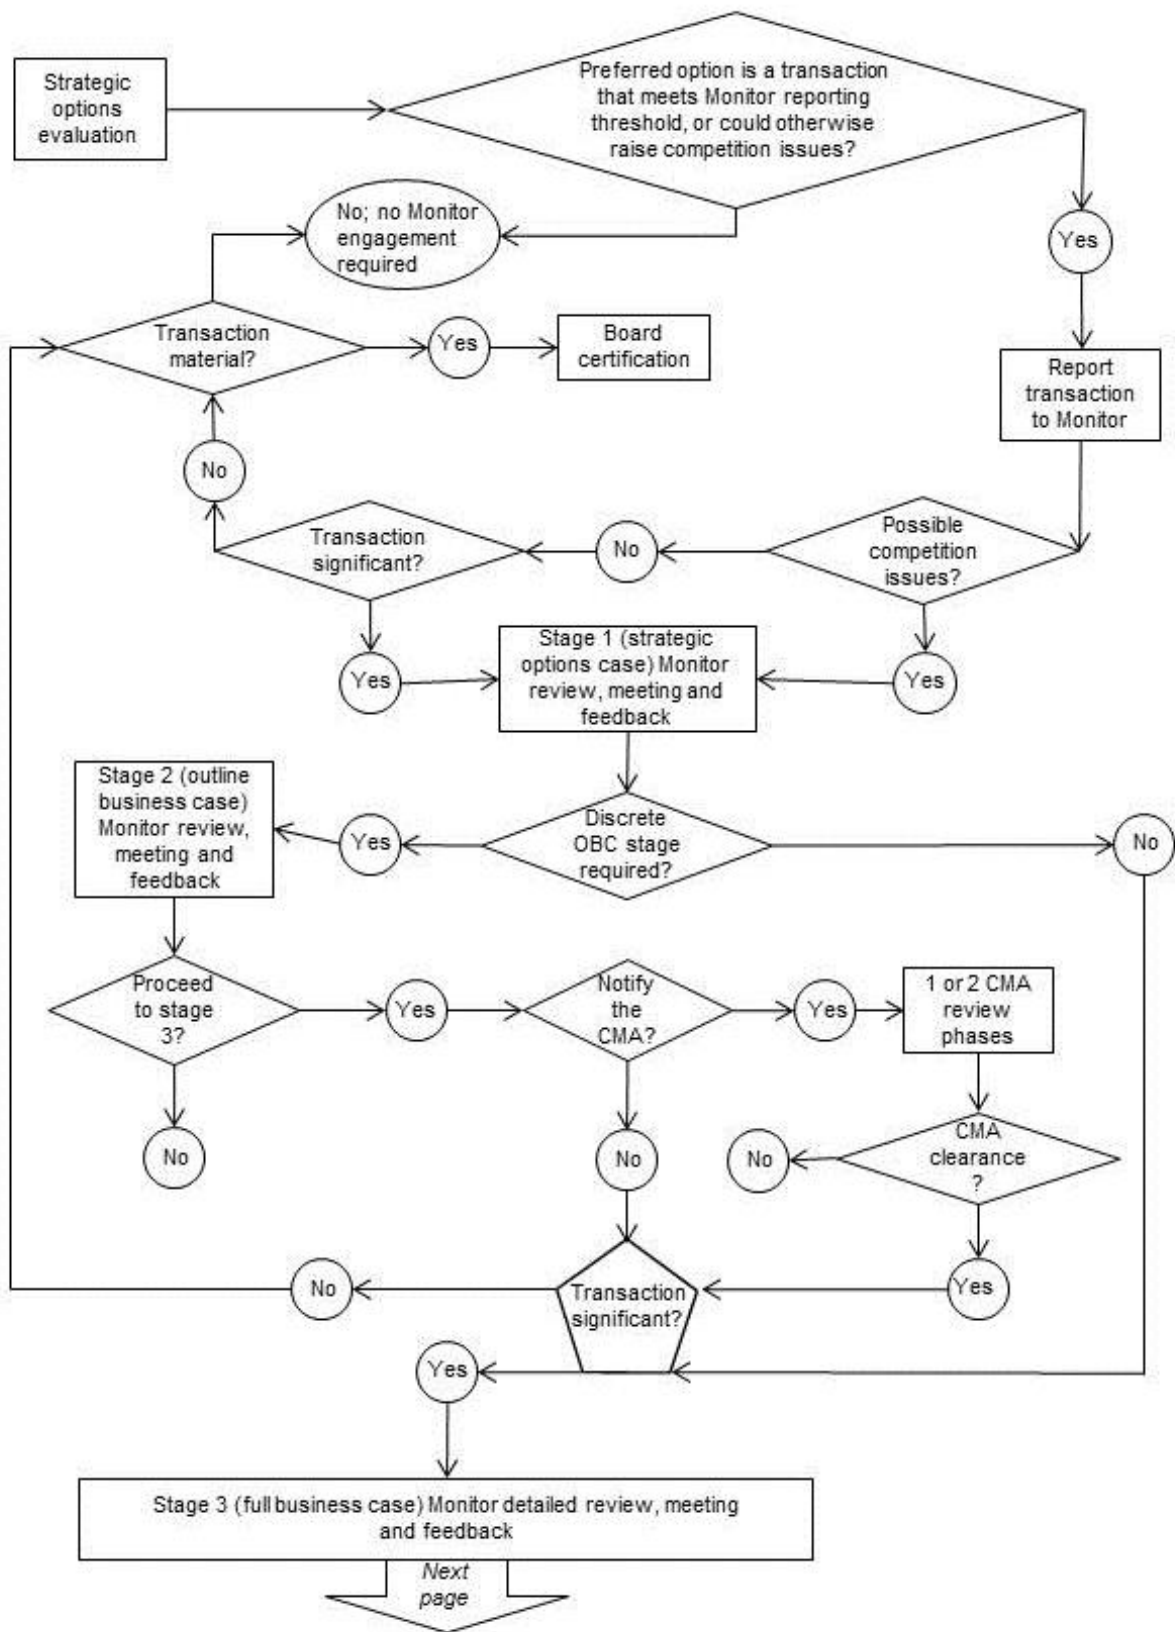 Strategic
options
evaluation
Preferred option is a transaction
that meets Monitor reporting
threshold, or could otherwise
raise competition issues?
No; no Monitor
engagement
required
Yes
Transaction
material?
Yes
Board
certification
Report
transaction
to Monitor
No
Transaction
significant?
No
Possible
competition
issues?
Yes
Stage 1 (strategic
options case) Monitor
review, meeting and
feedback
Yes
Stage 2 (outline
business case)
Monitor review,
meeting and
feedback
Yes
Discrete
OBC stage
required?
No
Proceed
to stage
3?
Yes
Notify
the
CMA?
Yes
1 or 2 CMA
review
phases
No
No
No
CMA
clearance
?
No
Transaction
significant?
Yes
Yes
Stage 3 (full business case) Monitor detailed review, meeting
and feedback
Next
page